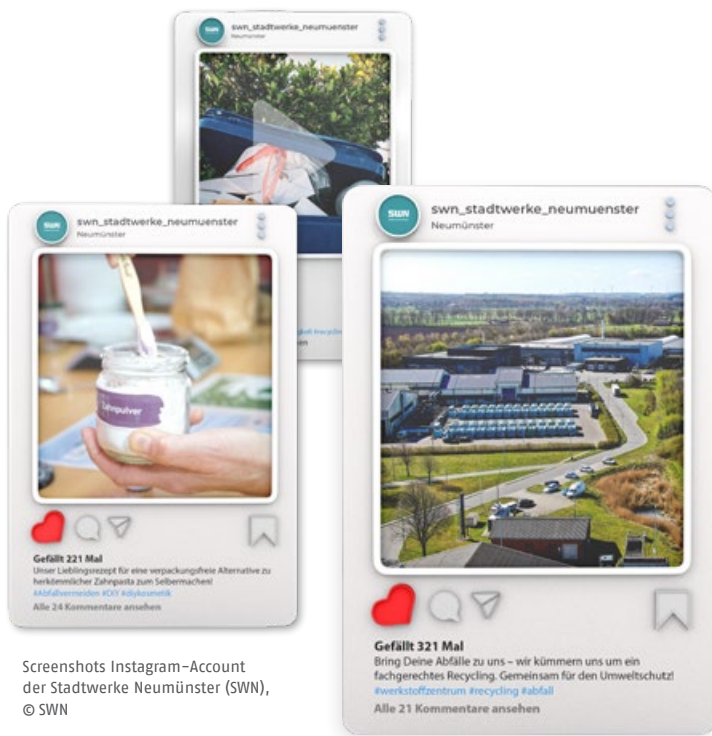 SWN
swn_stadtwerke_neumuenster
Neumünster
SWN
swn_stadtwerke_neumuenster
Neumünster
Zahnpulver
Gefällt 221 Mal
Unser Lieblingsrezept für eine verpackungsfreie Alternative zu
herkömmlicher Zahnpasta zum Selbermachen!
#Abfallvermeiden #DIY #diykosmetik
Alle 24 Kommentare ansehen
SWN
swn_stadtwerke_neumuenster
Neumünster
Gefällt 321 Mal
Bring Deine Abfälle zu uns – wir kümmern uns um ein
fachgerechtes Recycling. Gemeinsam für den Umweltschutz!
#werkstoffzentrum #recycling #abfall
Alle 21 Kommentare ansehen
Screenshots Instagram-Account
der Stadtwerke Neumünster (SWN),
© SWN